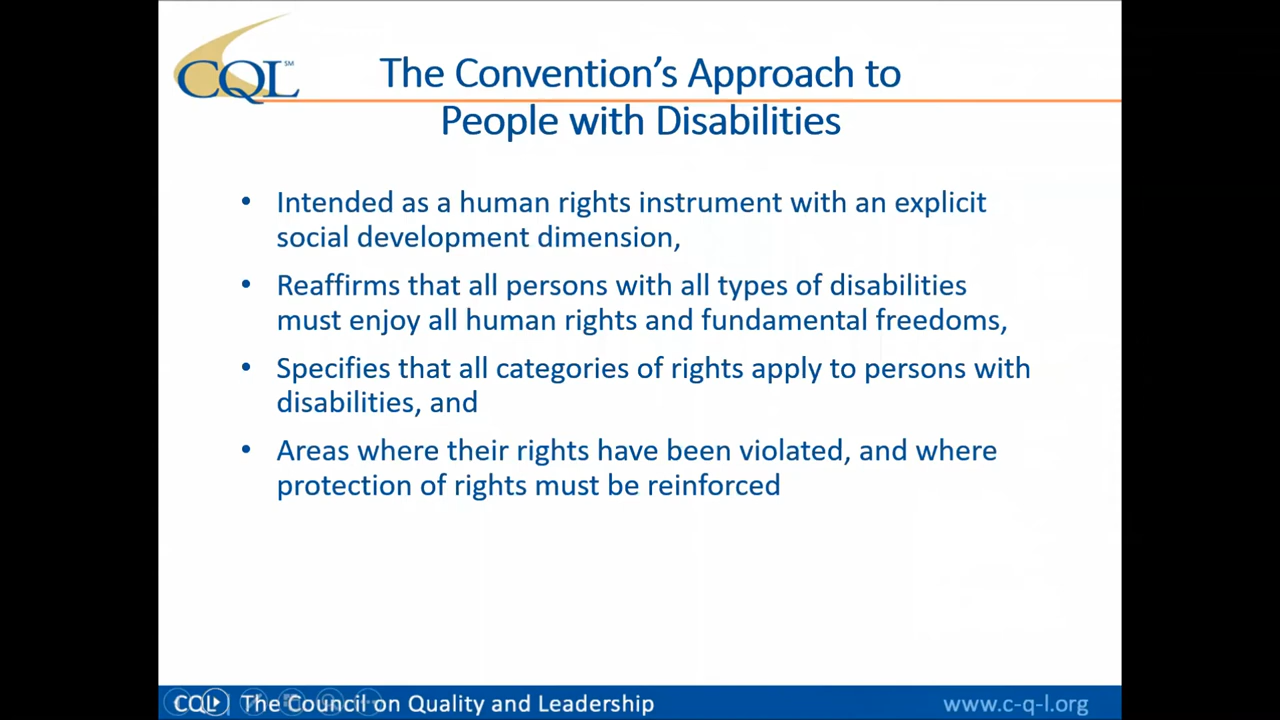 CQL SM
The Convention's Approach to
People with Disabilities
• Intended as a human rights instrument with an explicit
social development dimension,
• Reaffirms that all persons with all types of disabilities
must enjoy all human rights and fundamental freedoms,
• Specifies that all categories of rights apply to persons with
disabilities, and
• Areas where their rights have been violated, and where
protection of rights must be reinforced
CQL | The Council on Quality and Leadership
www.c-q-l.org